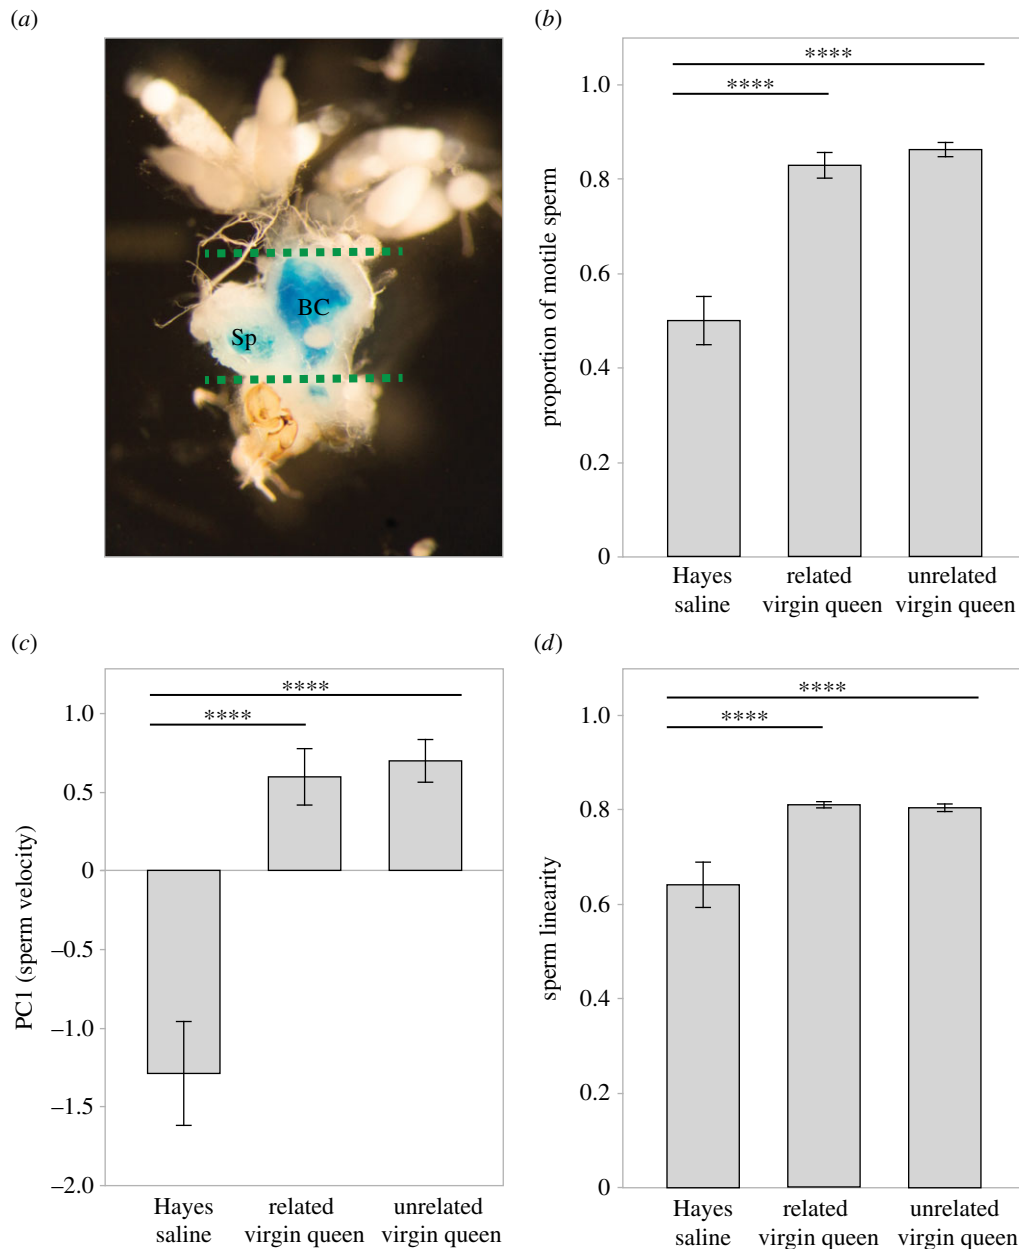 (a)
BC
Sp
(b)
****
****
1.0
0.8
0.6
0.4
0.2
0
proportion of motile sperm
Hayes
saline
related
virgin queen
unrelated
virgin queen
(c)
****
****
1.0
0.5
0
–0.5
–1.0
–1.5
–2.0
PC1 (sperm velocity)
Hayes
saline
related
virgin queen
unrelated
virgin queen
(d)
****
****
1.0
0.8
0.6
0.4
0.2
0
sperm linearity
Hayes
saline
related
virgin queen
unrelated
virgin queen